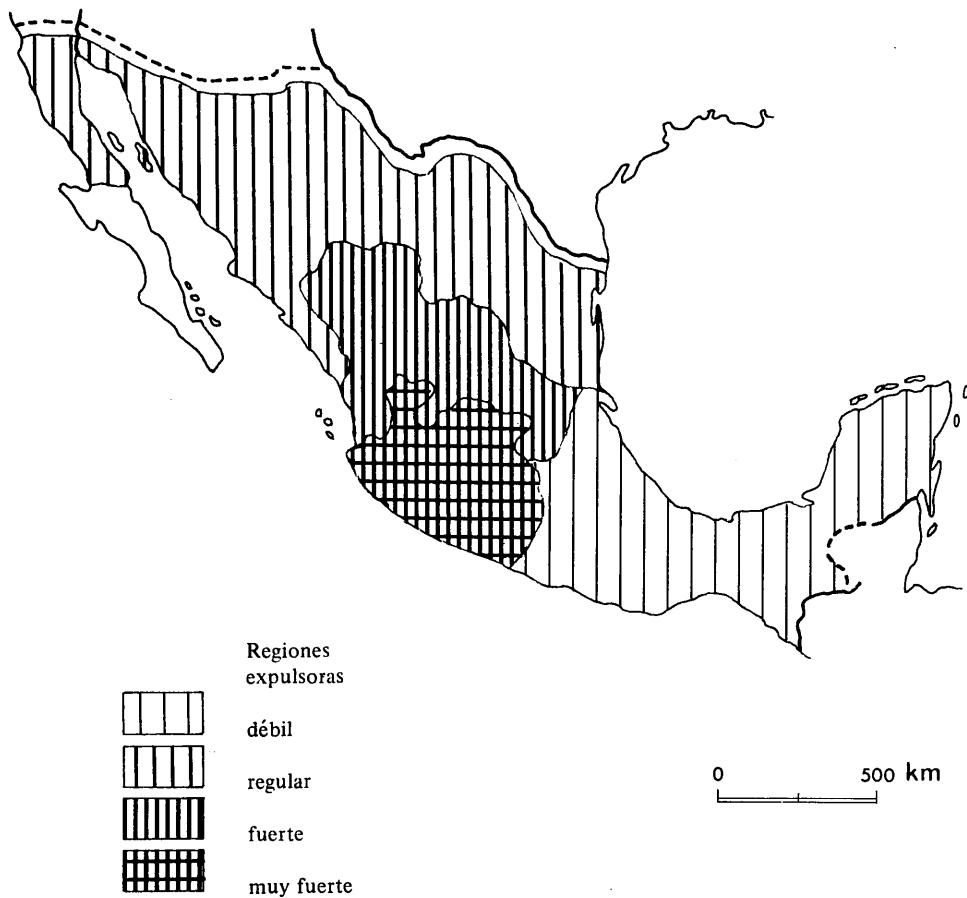 Regiones
expulsoras
débil
regular
fuerte
muy fuerte
0 500 km